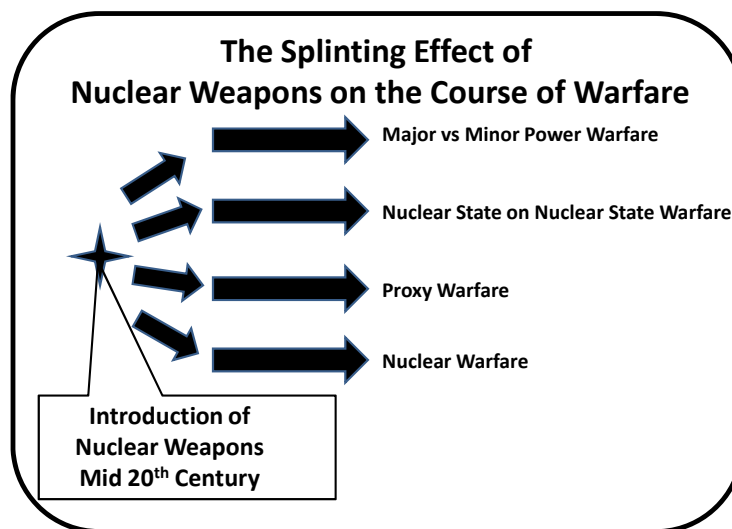 The Splinting Effect of
Nuclear Weapons on the Course of Warfare
Major vs Minor Power Warfare
Nuclear State on Nuclear State Warfare
Proxy Warfare
Nuclear Warfare
Introduction of
Nuclear Weapons
Mid 20th Century